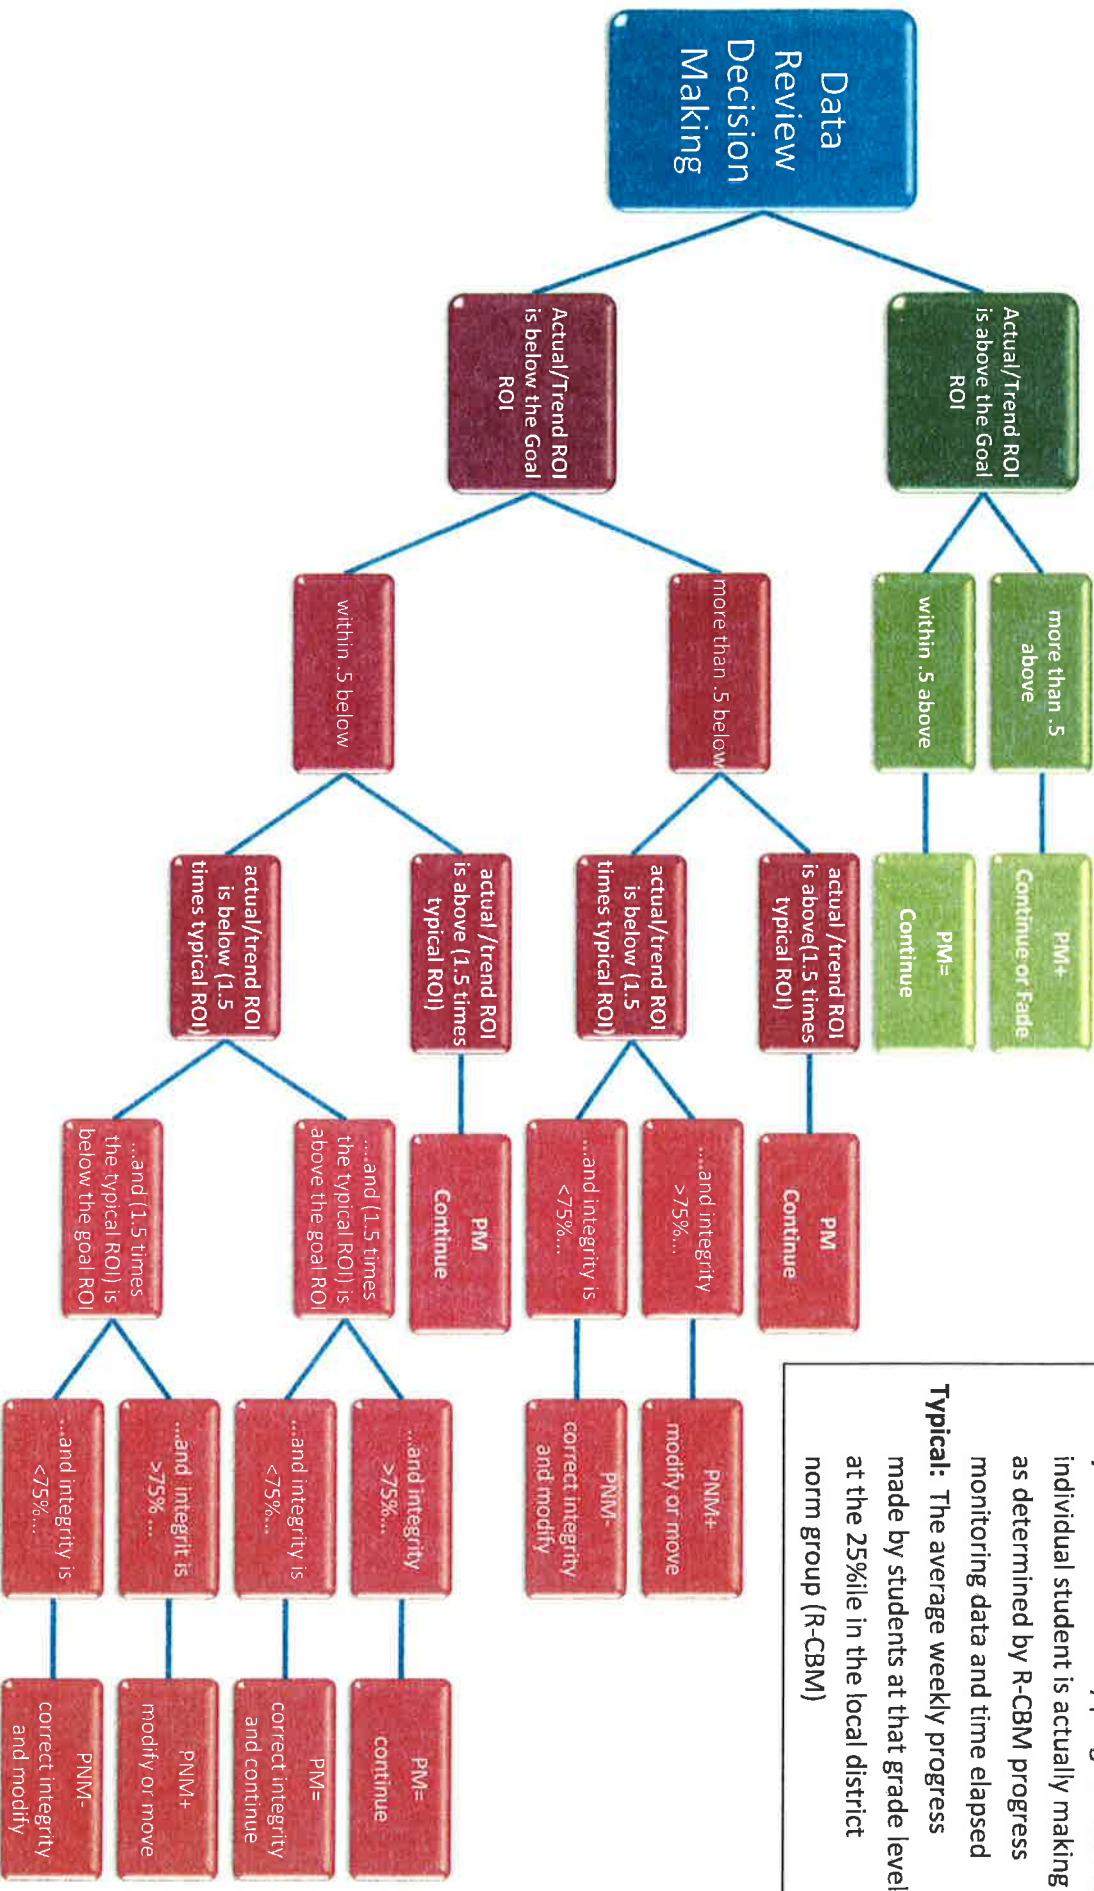 Data
Review
Decision
Making
Actual/Trend ROI
is above the Goal
ROI
more than .5
above
PM+
Continue or Fade
within .5 above
PM=
Continue
Actual/Trend ROI
is below the Goal
ROI
more than .5 below
actual /trend ROI
is above(1.5 times
typical ROI)
PM
Continue
actual/trend ROI
is below (1.5
times typical ROI)
....and integrity
>75%...
PNM+
modify or move
...and integrity is
<75%...
PNM-
correct integrity
and modify
within .5 below
actual /trend ROI
is above (1.5 times
typical ROI)
PM
Continue
actual/trend ROI
is below (1.5
times typical ROI)
....and (1.5 times
the typical ROI) is
above the goal ROI
...and integrity
>75%...
PM=
continue
...and integrity is
<75%...
PM=
correct integrity
and continue
...and (1.5 times
the typical ROI) is
below the goal ROI
...and integrit is
>75%...
PNM+
modify or move
...and integrity is
<75%...
PNM-
correct integrity
and modify
individual student is actually making
as determined by R-CBM progress
monitoring data and time elapsed
Typical: The average weekly progress
made by students at that grade level
at the 25%ile in the local district
norm group (R-CBM)